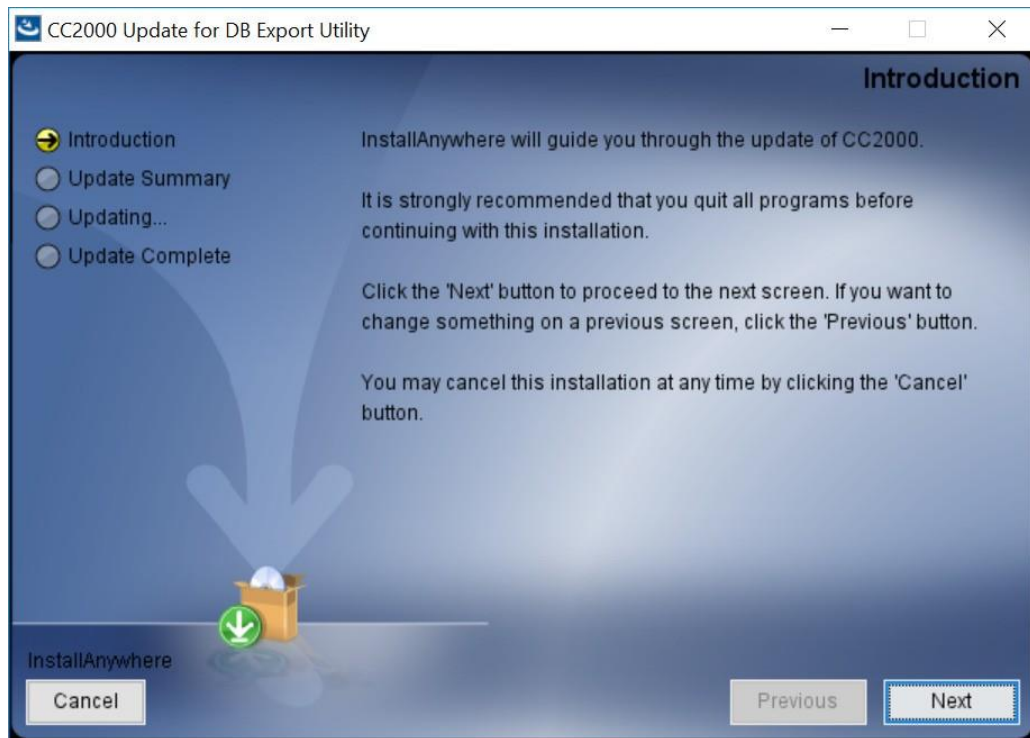 CC2000 Update for DB Export Utility
Introduction
Introduction
Update Summary
Updating...
Update Complete
InstallAnywhere will guide you through the update of CC2000.
It is strongly recommended that you quit all programs before
continuing with this installation.
Click the 'Next' button to proceed to the next screen. If you want to
change something on a previous screen, click the 'Previous' button.
You may cancel this installation at any time by clicking the 'Cancel'
button.
InstallAnywhere
Cancel
Previous
Next